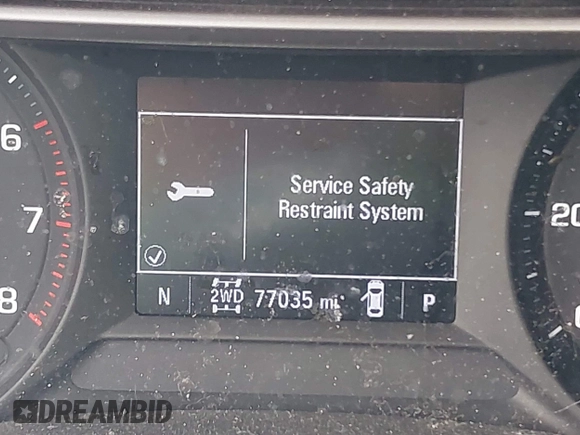 6
7
8
Service Safety
Restraint System
N 2WD 77035 mi P
20
DREAMBID